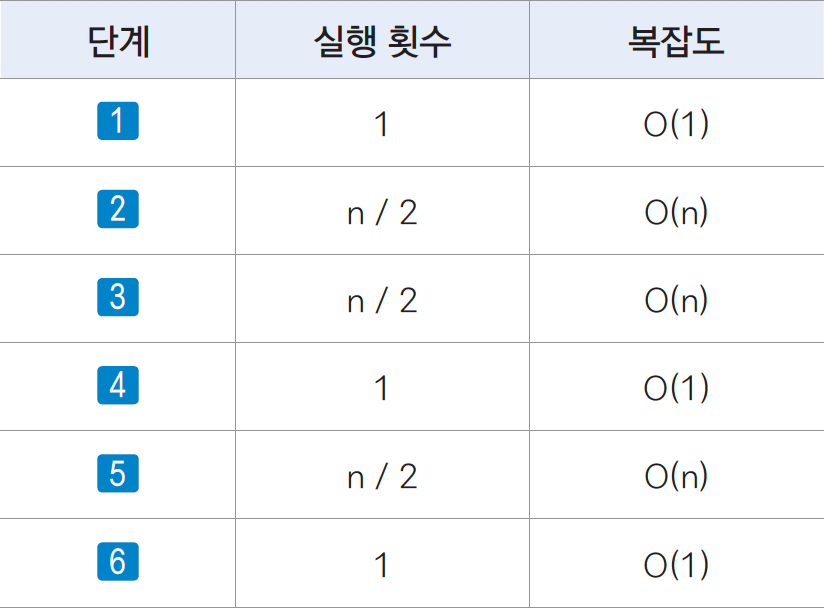 단계 실행 횟수 복잡도
1 1 O(1)
2 n / 2 O(n)
3 n / 2 O(n)
4 1 O(1)
5 n / 2 O(n)
6 1 O(1)